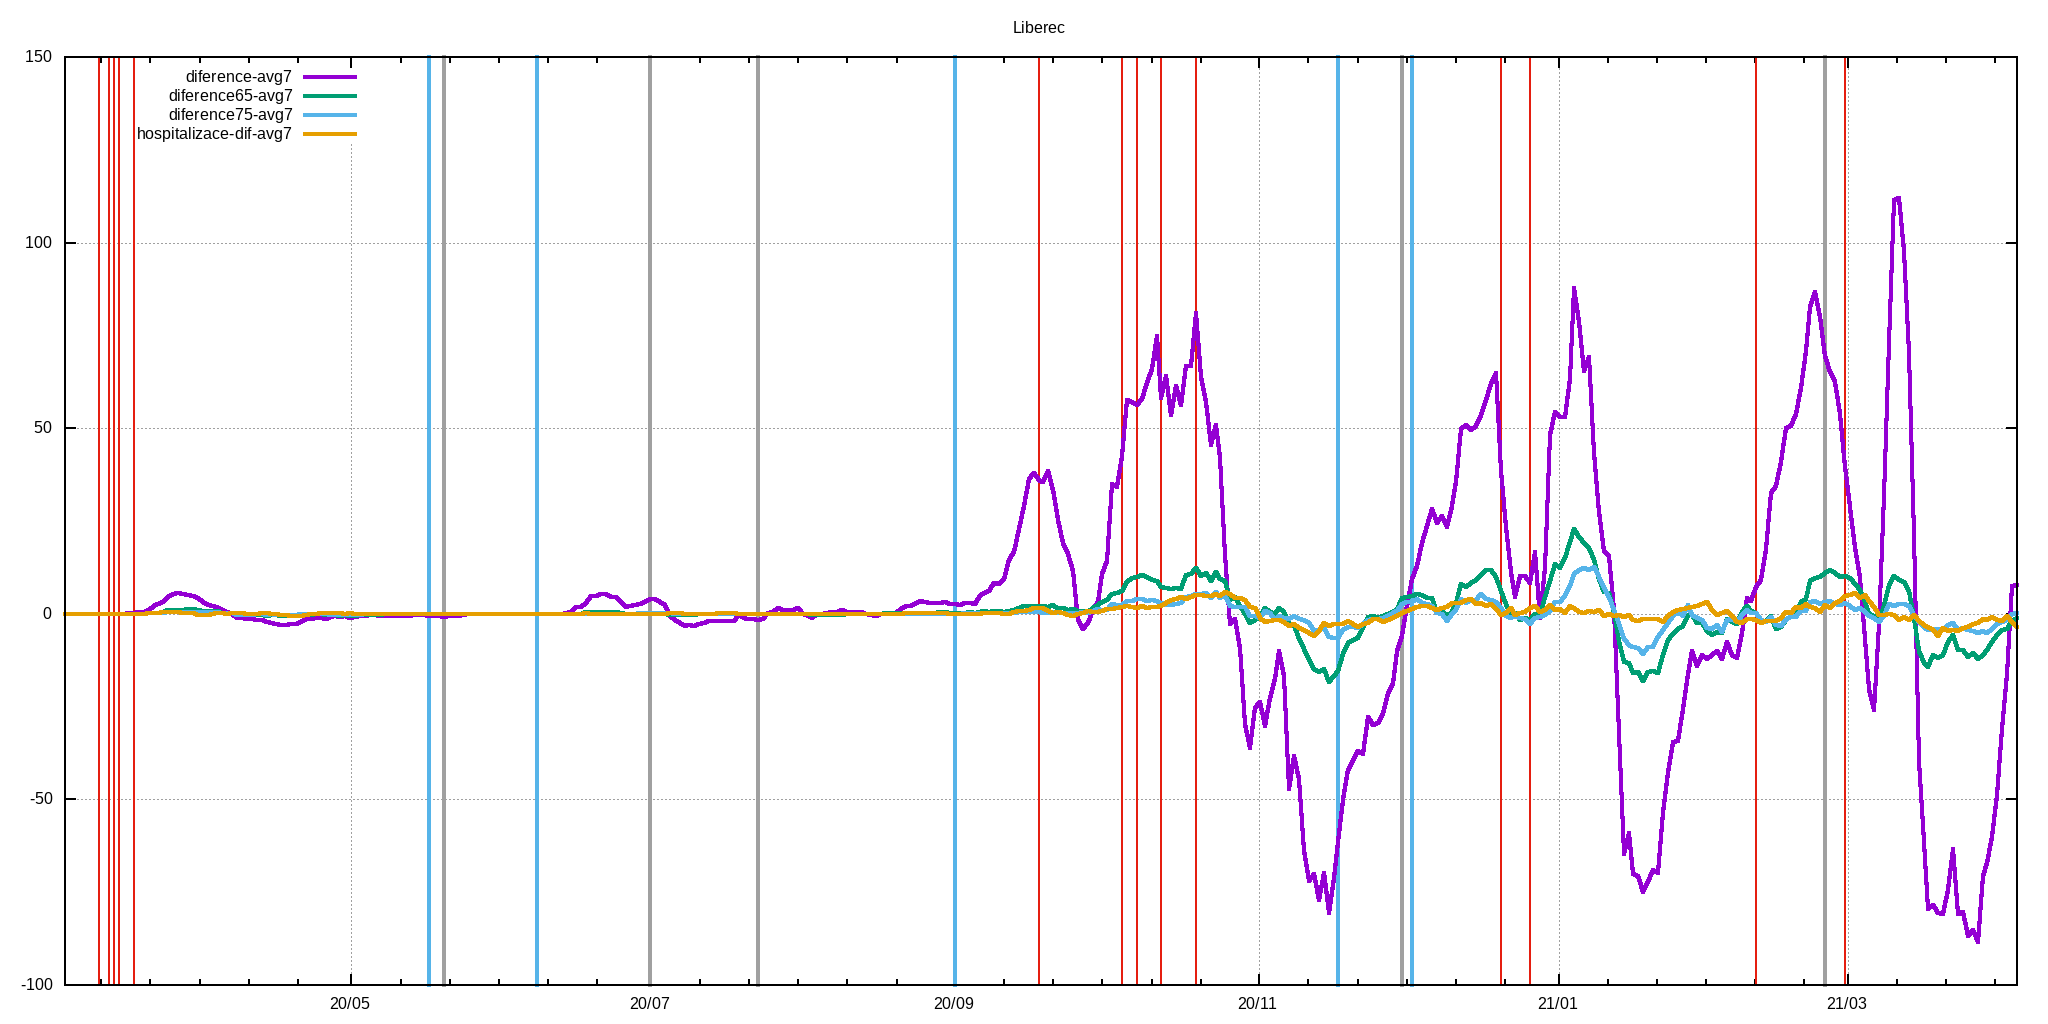 Liberec
150
diference-avg7
diference65-avg7
diference75-avg7
hospitalizace-dif-avg7
100
50
0
-50
-100
20/05
20/07
20/09
20/11
21/01
21/03